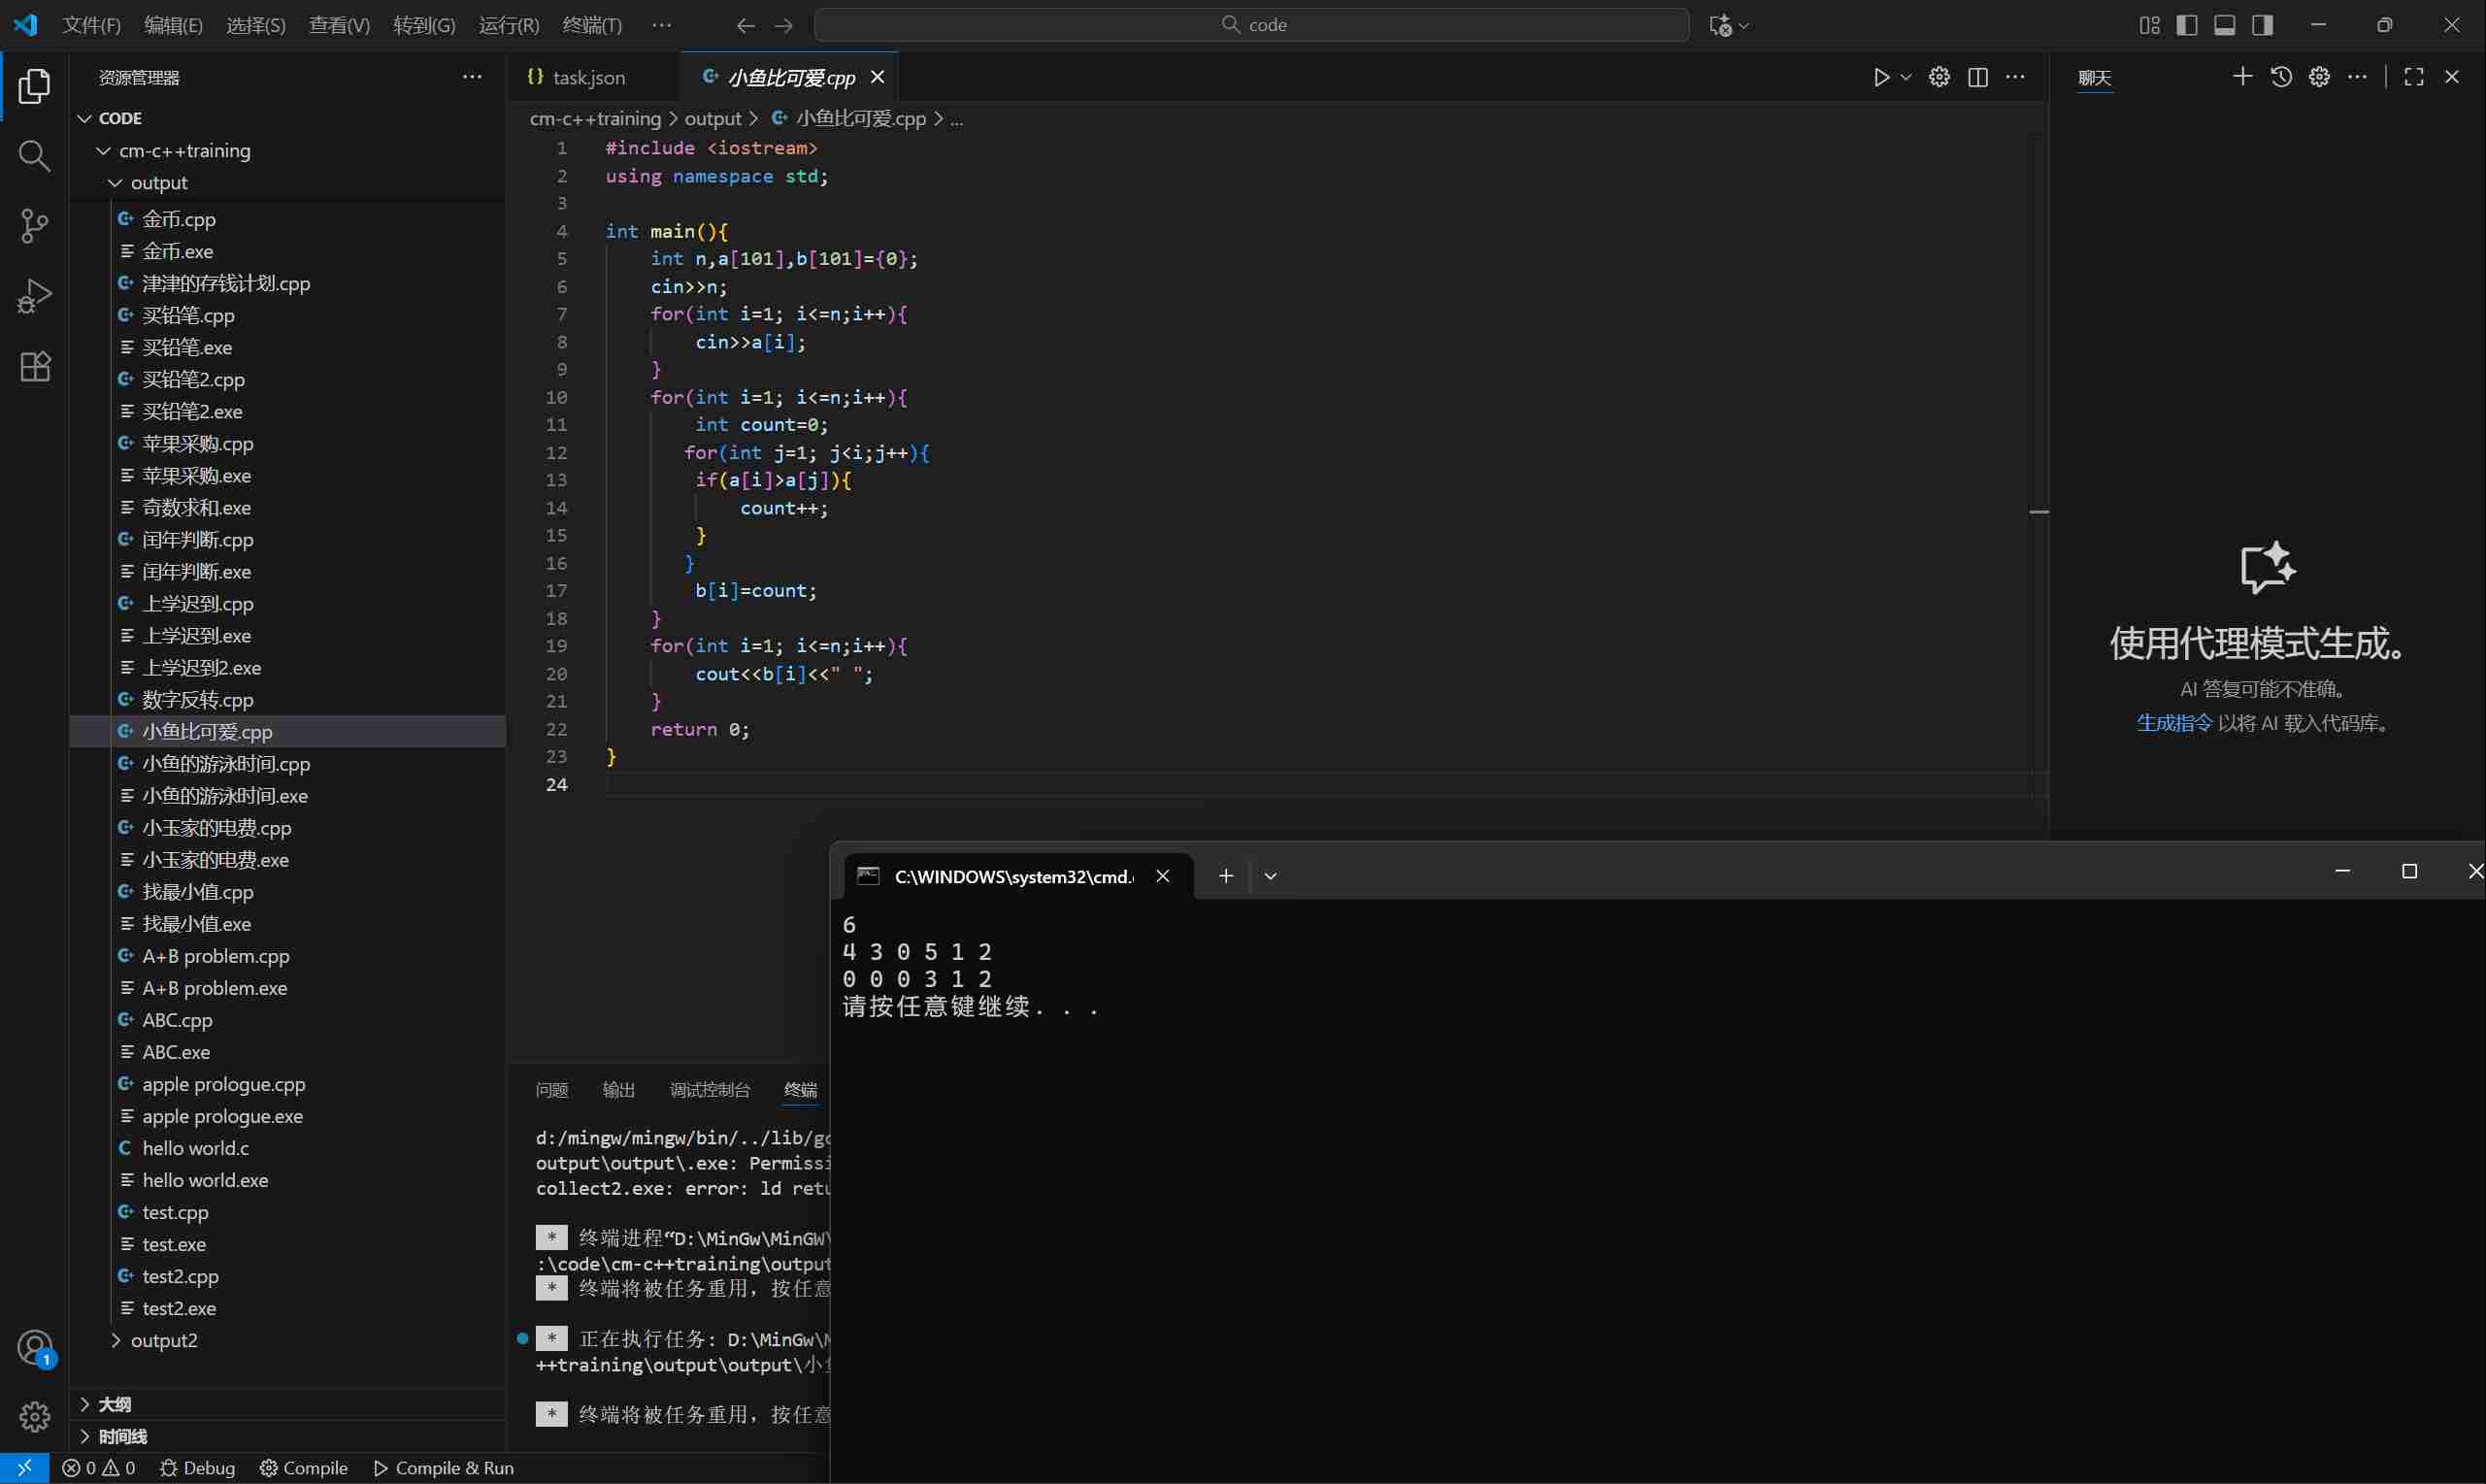 文件(F) 编辑(E) 选择(S) 查看(V) 转到(G) 运行(R) 终端(T) ···
code
资源管理器
CODE
cm-c++training
output
金币.cpp
金币.exe
津津的存钱计划.cpp
买铅笔.cpp
买铅笔.exe
买铅笔2.cpp
买铅笔2.exe
苹果采购.cpp
苹果采购.exe
奇数求和.exe
闰年判断.cpp
闰年判断.exe
上学迟到.cpp
上学迟到.exe
上学迟到2.exe
数字反转.cpp
小鱼比可爱.cpp
小鱼的游泳时间.cpp
小鱼的游泳时间.exe
小玉家的电费.cpp
小玉家的电费.exe
找最小值.cpp
找最小值.exe
A+B problem.cpp
A+B problem.exe
ABC.cpp
ABC.exe
apple prologue.cpp
apple prologue.exe
hello world.c
hello world.exe
test.cpp
test.exe
test2.cpp
test2.exe
output2
大纲
时间线
task.json
小鱼比可爱.cpp
cm-c++training > output > 小鱼比可爱.cpp > ...
1 #include <iostream>
2 using namespace std;
3
4 int main(){
5 int n,a[101],b[101]={0};
6 cin>>n;
7 for(int i=1; i<=n;i++){
8 cin>>a[i];
9 }
10 for(int i=1; i<=n;i++){
11 int count=0;
12 for(int j=1; j<i;j++){
13 if(a[i]>a[j]){
14 count++;
15 }
16 }
17 b[i]=count;
18 }
19 for(int i=1; i<=n;i++){
20 cout<<b[i]<<" ";
21 }
22 return 0;
23 }
24
聊天
使用代理模式生成。
AI 答复可能不准确。
生成指令 以将 AI 载入代码库。
C:\WINDOWS\system32\cmd.
6
4 3 0 5 1 2
0 0 0 3 1 2
请按任意键继续. . .
问题 输出 调试控制台 终端
d:/mingw/mingw/bin/../lib/gc
output\output\.exe: Permissi
collect2.exe: error: ld retu
* 终端进程“D:\MinGw\MinGW\
:\code\cm-c++training\output
* 终端将被任务重用，按任意
* 正在执行任务: D:\MinGw\M
++training\output\output\小
* 终端将被任务重用，按任意
1
0 0 Debug Compile Compile & Run